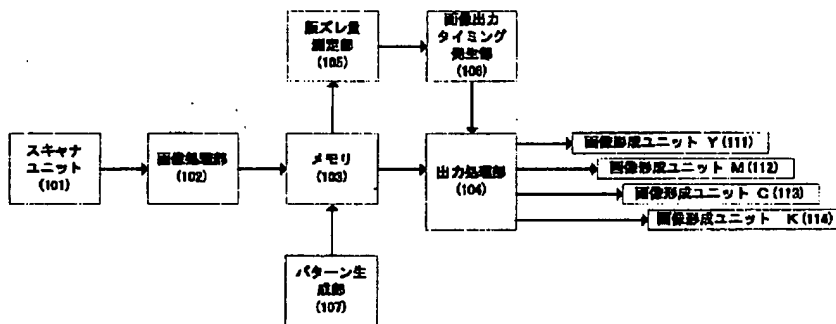 版ズレ量
測定部
(105)
画像出力
タイミング
発生部
(106)
スキャナ
ユニット
(101)
画像処理部
(102)
メモリ
(103)
出力処理部
(104)
画像形成ユニット Y(111)
画像形成ユニット M(112)
画像形成ユニット C(113)
画像形成ユニット K(114)
パターン生
成部
(107)